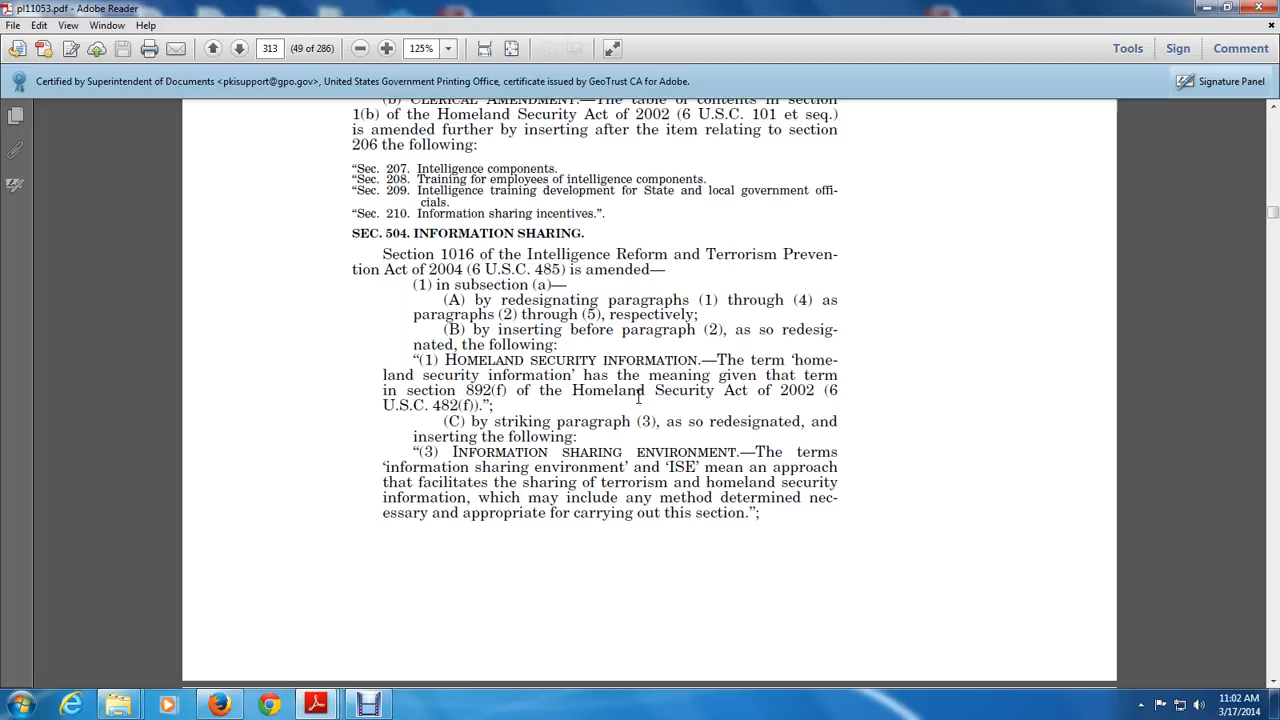 pl11053.pdf - Adobe Reader
File Edit View Window Help
313 (49 of 286) 125% Tools Sign Comment
Certified by Superintendent of Documents <pkisupport@gpo.gov>, United States Government Printing Office, certificate issued by GeoTrust CA for Adobe. Signature Panel
(b) CLERICAL AMENDMENT.—The table of contents in section
1(b) of the Homeland Security Act of 2002 (6 U.S.C. 101 et seq.)
is amended further by inserting after the item relating to section
206 the following:
“Sec. 207. Intelligence components.
“Sec. 208. Training for employees of intelligence components.
“Sec. 209. Intelligence training development for State and local government offi-
cials.
“Sec. 210. Information sharing incentives.”.
SEC. 504. INFORMATION SHARING.
Section 1016 of the Intelligence Reform and Terrorism Preven-
tion Act of 2004 (6 U.S.C. 485) is amended—
(1) in subsection (a)—
(A) by redesignating paragraphs (1) through (4) as
paragraphs (2) through (5), respectively;
(B) by inserting before paragraph (2), as so redesig-
nated, the following:
“(1) HOMELAND SECURITY INFORMATION.—The term ‘home-
land security information’ has the meaning given that term
in section 892(f) of the Homeland Security Act of 2002 (6
U.S.C. 482(f)).”;
(C) by striking paragraph (3), as so redesignated, and
inserting the following:
“(3) INFORMATION SHARING ENVIRONMENT.—The terms
‘information sharing environment’ and ‘ISE’ mean an approach
that facilitates the sharing of terrorism and homeland security
information, which may include any method determined nec-
essary and appropriate for carrying out this section.”;
11:02 AM
3/17/2014